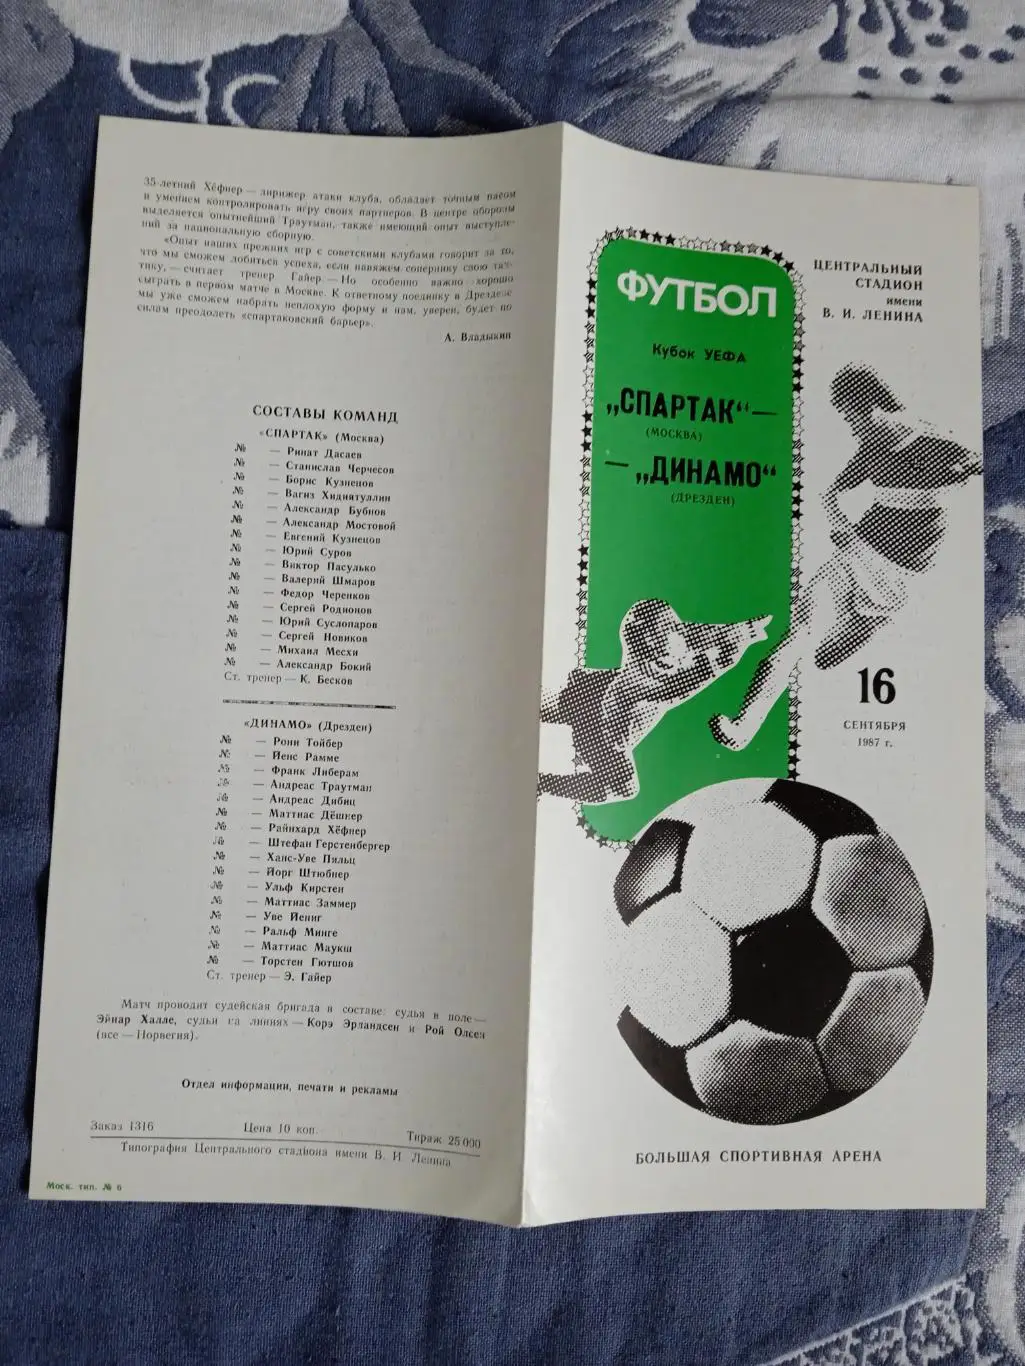 35-летний Хёфнер — дирижер атаки клуба, обладает точным пасом
и умением контролировать игру своих партнеров. В центре обороны
выделяется опытнейший Траутман, также имеющий опыт выступле-
ний за национальную сборную.
«Опыт наших прежних игр с советскими клубами говорит за то,
что мы сможем добиться успеха, если навяжем сопернику свою так-
тику,— считает тренер Гайер.— Но особенно важно хорошо
сыграть в первом матче в Москве. К ответному поединку в Дрездене
мы уже сможем набрать неплохую форму и нам, уверен, будет по
силам преодолеть «спартаковский барьер».
А. Владыкин
СОСТАВЫ КОМАНД
«СПАРТАК» (Москва)
№ — Ринат Дасаев
№ — Станислав Черчесов
№ — Борис Кузнецов
№ — Вагиз Хидиятуллин
№ — Александр Бубнов
№ — Александр Мостовой
№ — Евгений Кузнецов
№ — Юрий Суров
№ — Виктор Пасулько
№ — Валерий Шмаров
№ — Федор Черенков
№ — Сергей Родионов
№ — Юрий Суслопаров
№ — Сергей Новиков
№ — Михаил Месхи
№ — Александр Бокий
Ст. тренер — К. Бесков
«ДИНАМО» (Дрезден)
№ — Рони Тойбер
№ — Йенс Рамме
№ — Франк Либерам
№ — Андреас Траутман
№ — Андреас Дибиц
№ — Маттиас Дёшнер
№ — Райнхард Хёфнер
№ — Штефан Герстенбергер
№ — Ханс-Уве Пильц
№ — Йорг Штюбнер
№ — Ульф Кирстен
№ — Маттиас Заммер
№ — Уве Йениг
№ — Ральф Минге
№ — Маттиас Маукш
№ — Торстен Гютшов
Ст. тренер — Э. Гайер
Матч проводит судейская бригада в составе: судья в поле —
Эйнар Халле, судьи на линиях — Корэ Эрландсен и Рой Олсен
(все — Норвегия).
Отдел информации, печати и рекламы
Заказ 1316 Цена 10 коп. Тираж 25 000
Типография Центрального стадиона имени В. И. Ленина
Моск. тип. № 6
ФУТБОЛ
Кубок УЕФА
„СПАРТАК“—
(МОСКВА)
—„ДИНАМО“
(ДРЕЗДЕН)
ЦЕНТРАЛЬНЫЙ
СТАДИОН
имени
В. И. ЛЕНИНА
16
СЕНТЯБРЯ
1987 г.
БОЛЬШАЯ СПОРТИВНАЯ АРЕНА